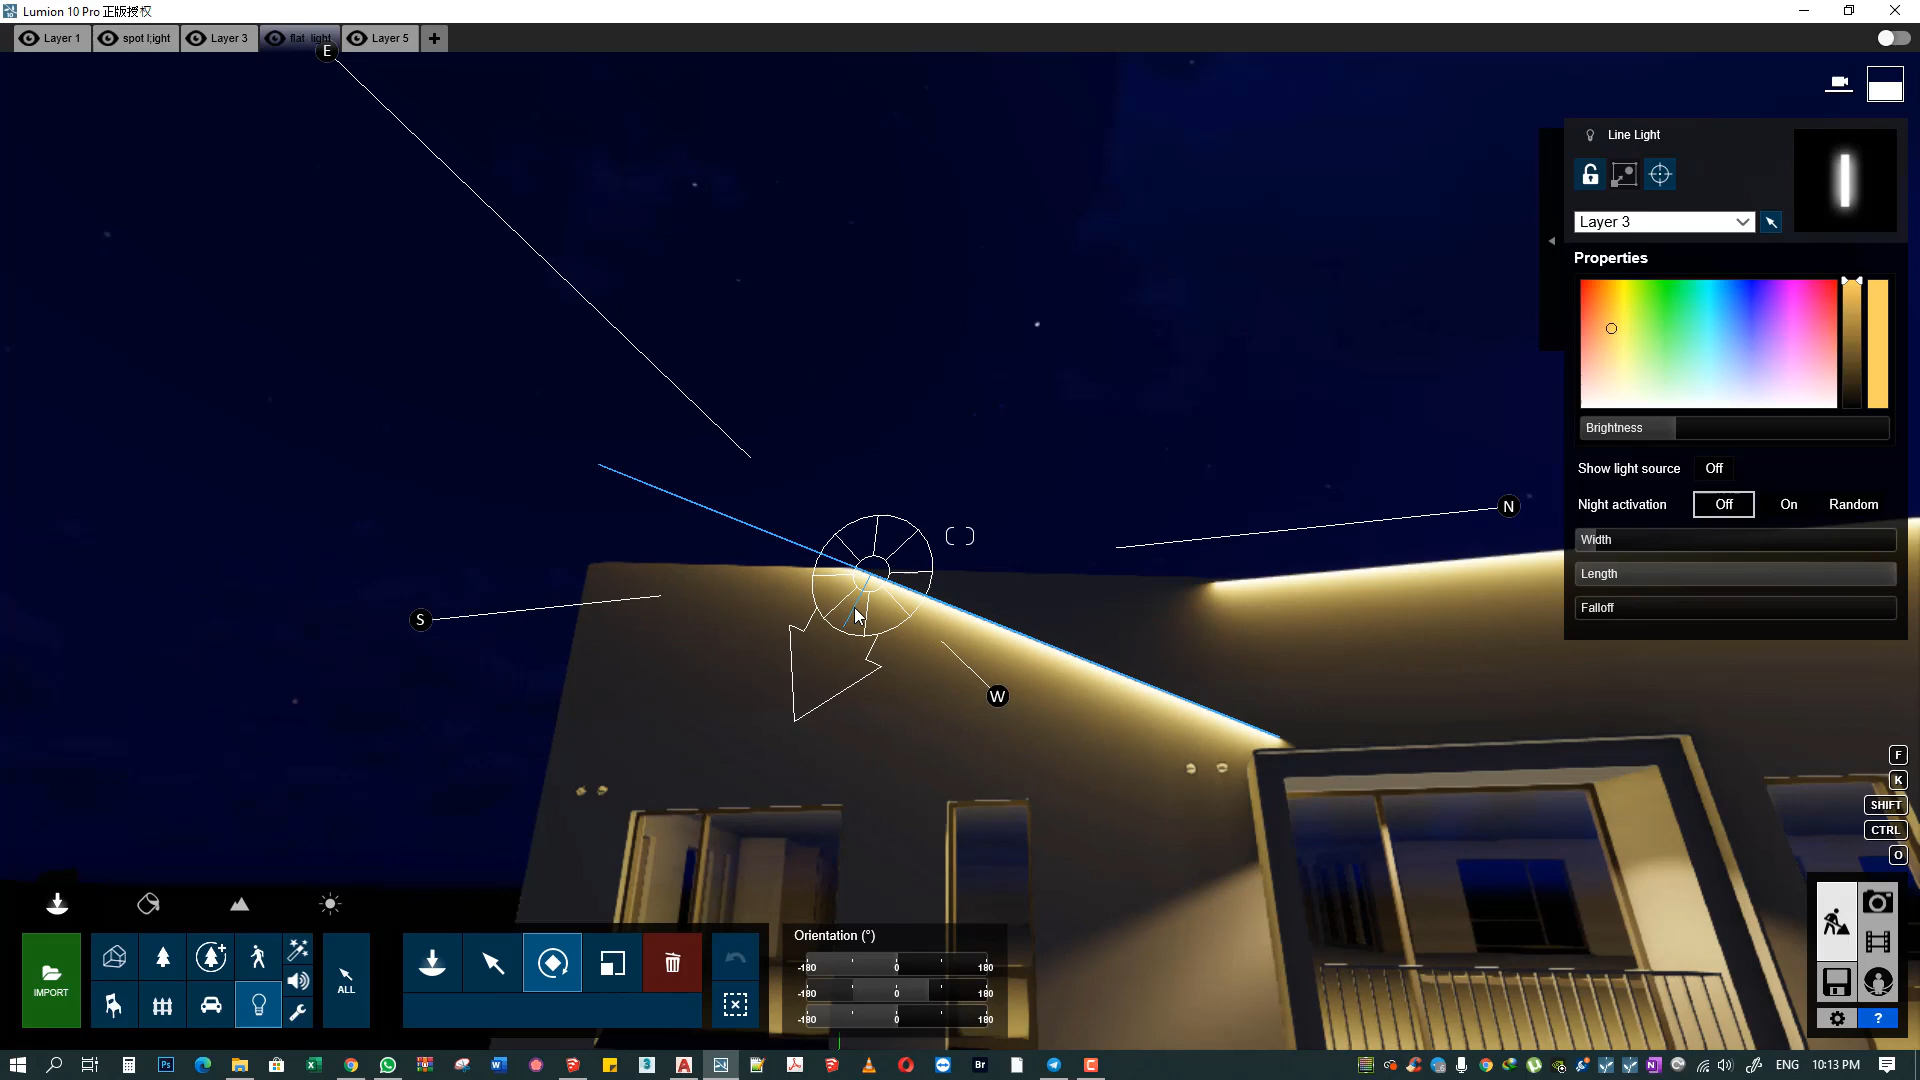 Lumion 10 Pro 正版授权
Layer 1
spot l;ight
Layer 3
flat light
Layer 5
E
Line Light
Layer 3
Properties
Brightness
Show light source Off
Night activation Off On Random
Width
Length
Falloff
N
S
W
F
K
SHIFT
CTRL
O
IMPORT
ALL
Orientation (°)
-180 0 180
-180 0 180
-180 0 180
?
ENG 10:13 PM